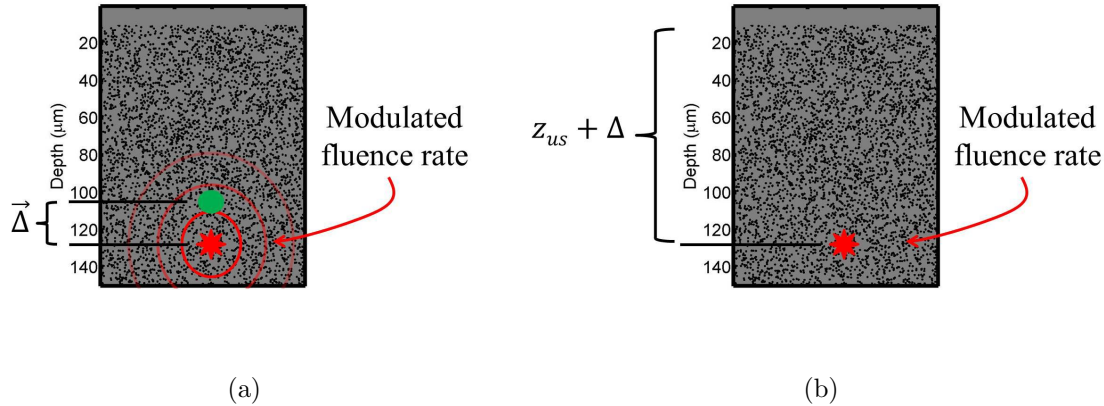 20
40
60
80
100
120
140
Depth (μm)
Δ⃗
Modulated
fluence rate
(a)
20
40
60
80
100
120
140
Depth (μm)
z_us + Δ
Modulated
fluence rate
(b)